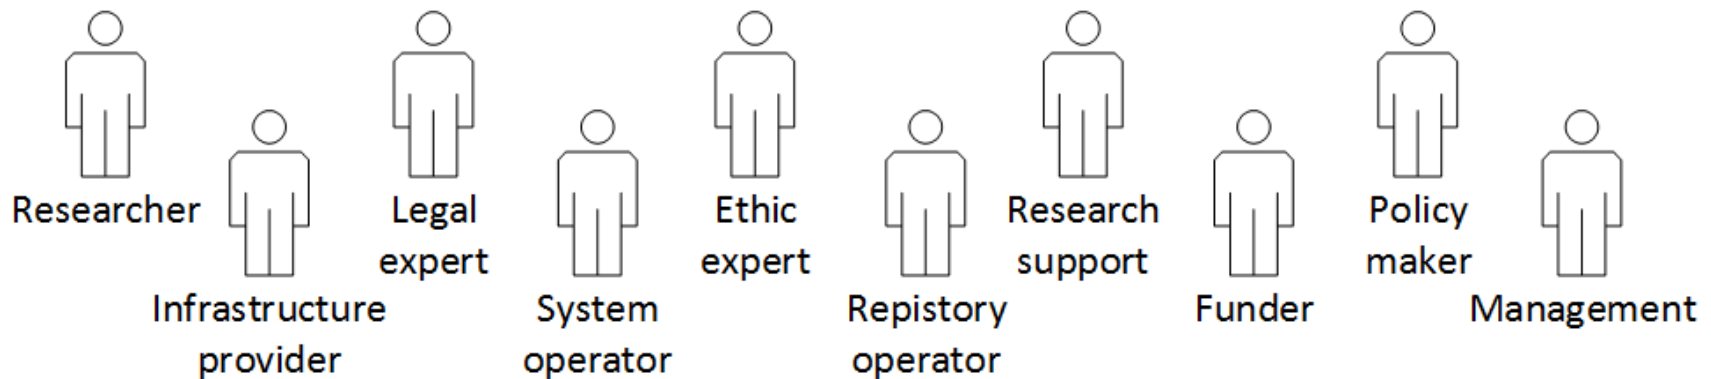 Researcher
Infrastructure
provider
Legal
expert
System
operator
Ethic
expert
Repistory
operator
Research
support
Funder
Policy
maker
Management